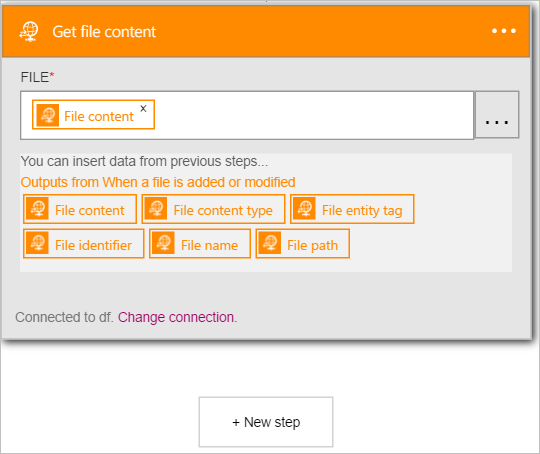 Get file content ...
FILE*
File content x
...
You can insert data from previous steps...
Outputs from When a file is added or modified
File content File content type File entity tag
File identifier File name File path
Connected to df. Change connection.
+ New step